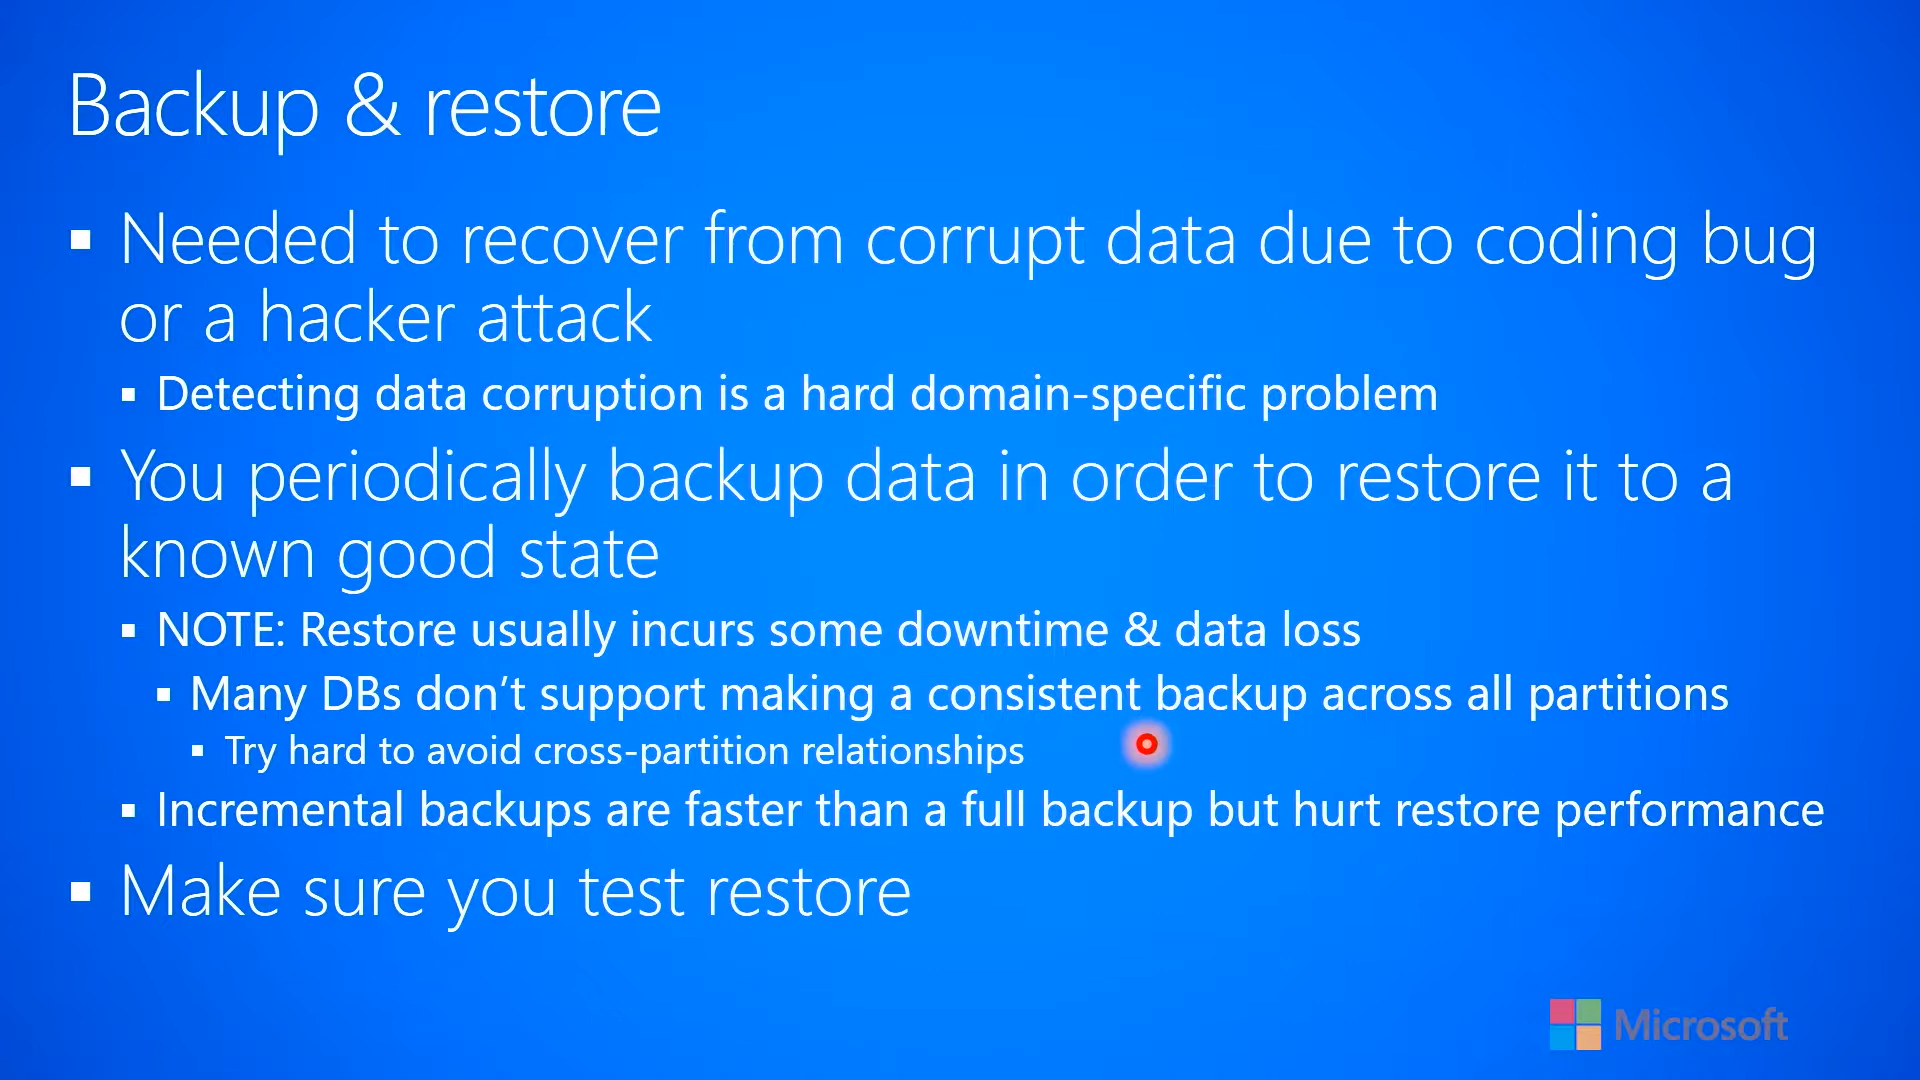 Backup & restore
Needed to recover from corrupt data due to coding bug
or a hacker attack
Detecting data corruption is a hard domain-specific problem
You periodically backup data in order to restore it to a
known good state
NOTE: Restore usually incurs some downtime & data loss
Many DBs don’t support making a consistent backup across all partitions
Try hard to avoid cross-partition relationships
Incremental backups are faster than a full backup but hurt restore performance
Make sure you test restore
Microsoft